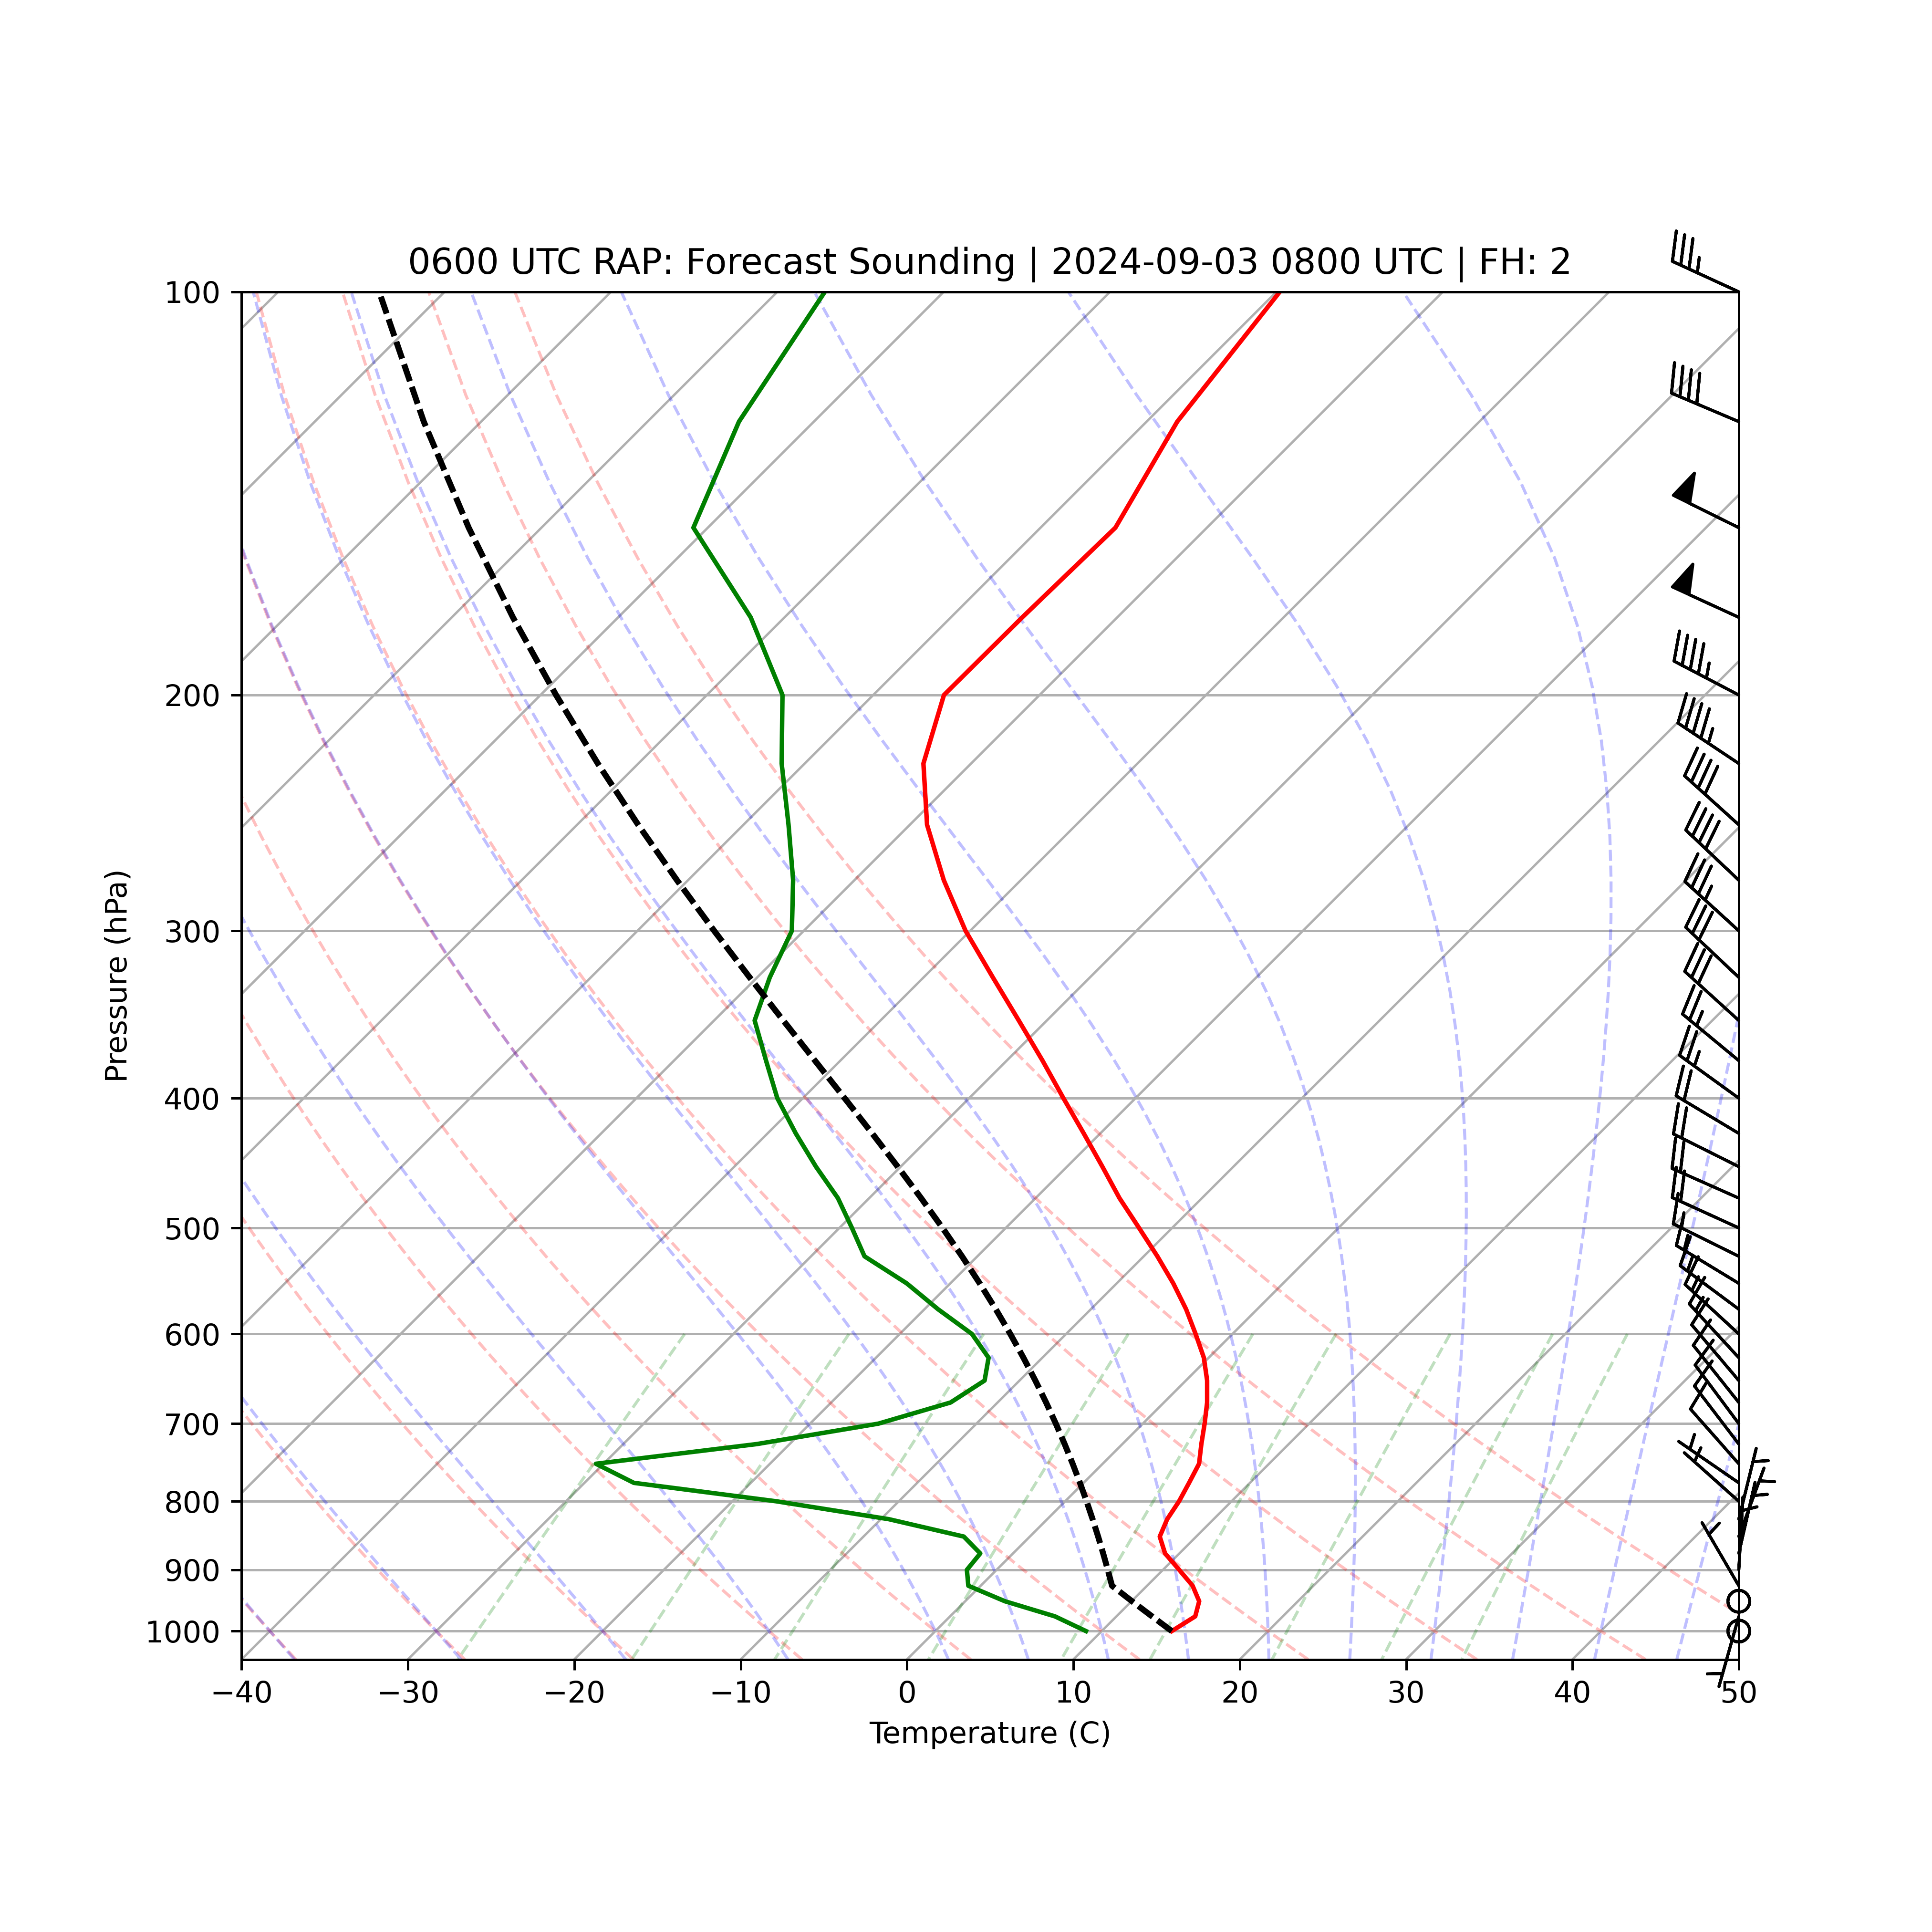 0600 UTC RAP: Forecast Sounding | 2024-09-03 0800 UTC | FH: 2
100
200
300
400
500
600
700
800
900
1000
Pressure (hPa)
−40 −30 −20 −10 0 10 20 30 40 50
Temperature (C)